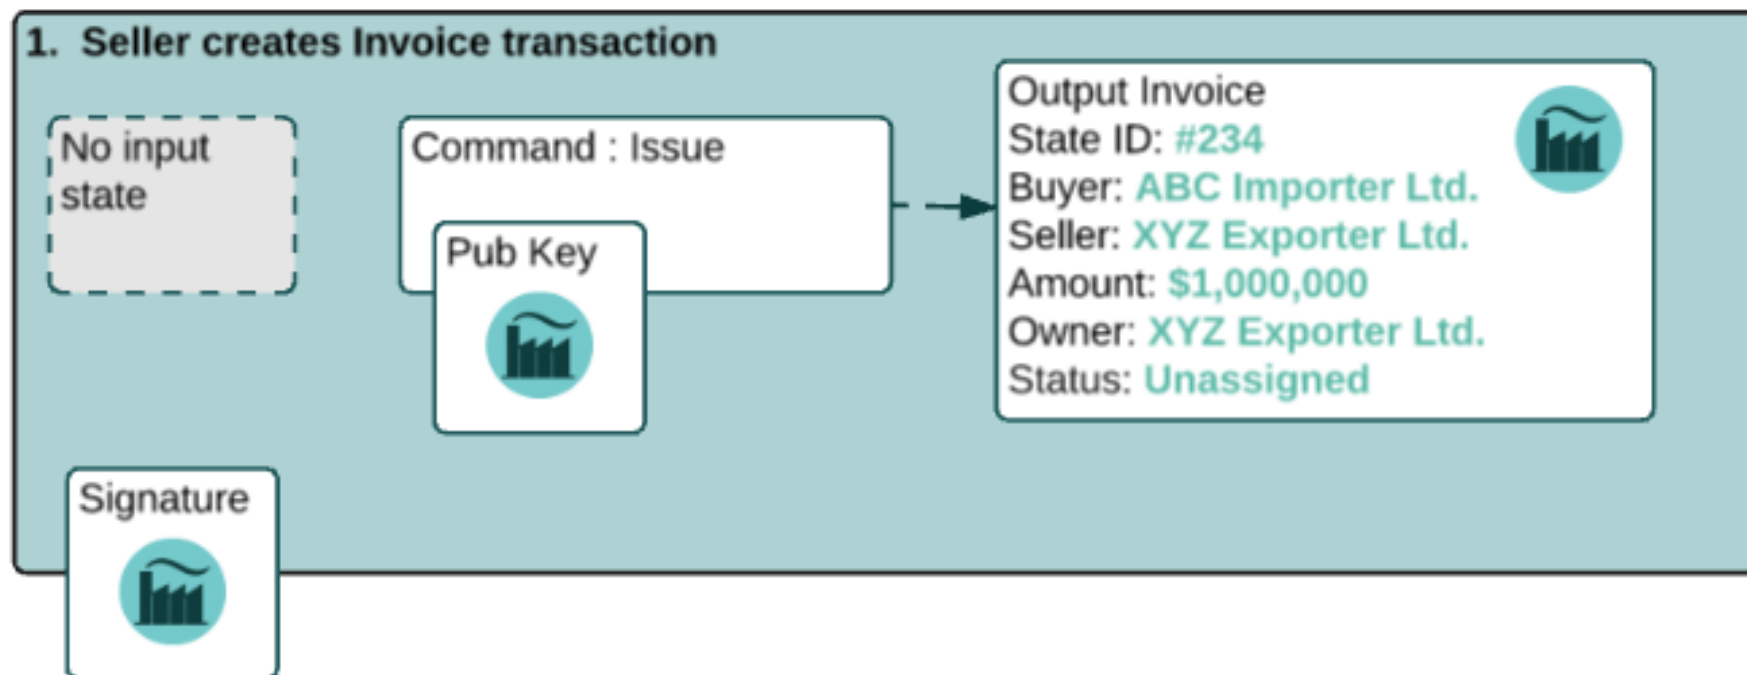 1. Seller creates Invoice transaction
No input
state
Command : Issue
Pub Key
Output Invoice
State ID: #234
Buyer: ABC Importer Ltd.
Seller: XYZ Exporter Ltd.
Amount: $1,000,000
Owner: XYZ Exporter Ltd.
Status: Unassigned
Signature